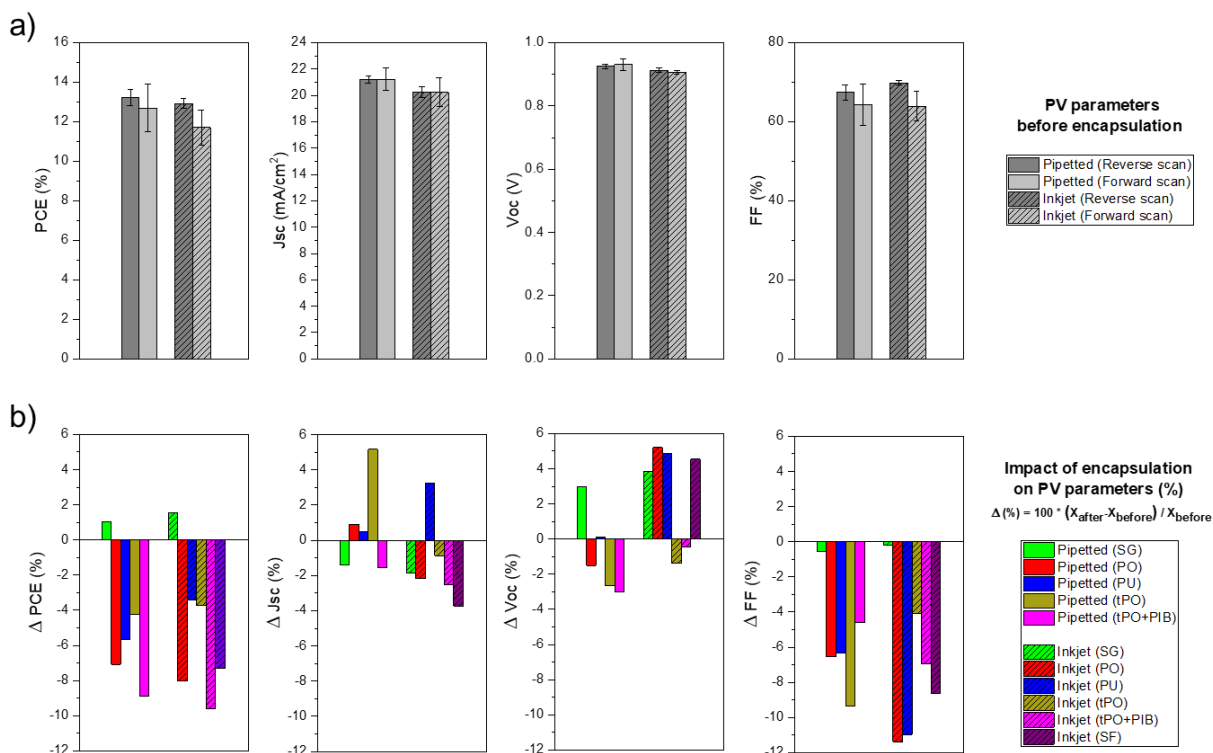 a)
PCE (%)
16
14
12
10
8
6
4
2
0
Jsc (mA/cm²)
24
22
20
18
16
14
12
10
8
6
4
2
0
Voc (V)
1.0
0.8
0.6
0.4
0.2
0.0
FF (%)
80
60
40
20
0
PV parameters
before encapsulation
Pipetted (Reverse scan)
Pipetted (Forward scan)
Inkjet (Reverse scan)
Inkjet (Forward scan)
b)
Δ PCE (%)
6
4
2
0
-2
-4
-6
-8
-10
-12
Δ Jsc (%)
6
4
2
0
-2
-4
-6
-8
-10
-12
Δ Voc (%)
6
4
2
0
-2
-4
-6
-8
-10
-12
Δ FF (%)
6
4
2
0
-2
-4
-6
-8
-10
-12
Impact of encapsulation
on PV parameters (%)
Δ (%) = 100 * (Xafter-Xbefore) / Xbefore
Pipetted (SG)
Pipetted (PO)
Pipetted (PU)
Pipetted (tPO)
Pipetted (tPO+PIB)
Inkjet (SG)
Inkjet (PO)
Inkjet (PU)
Inkjet (tPO)
Inkjet (tPO+PIB)
Inkjet (SF)